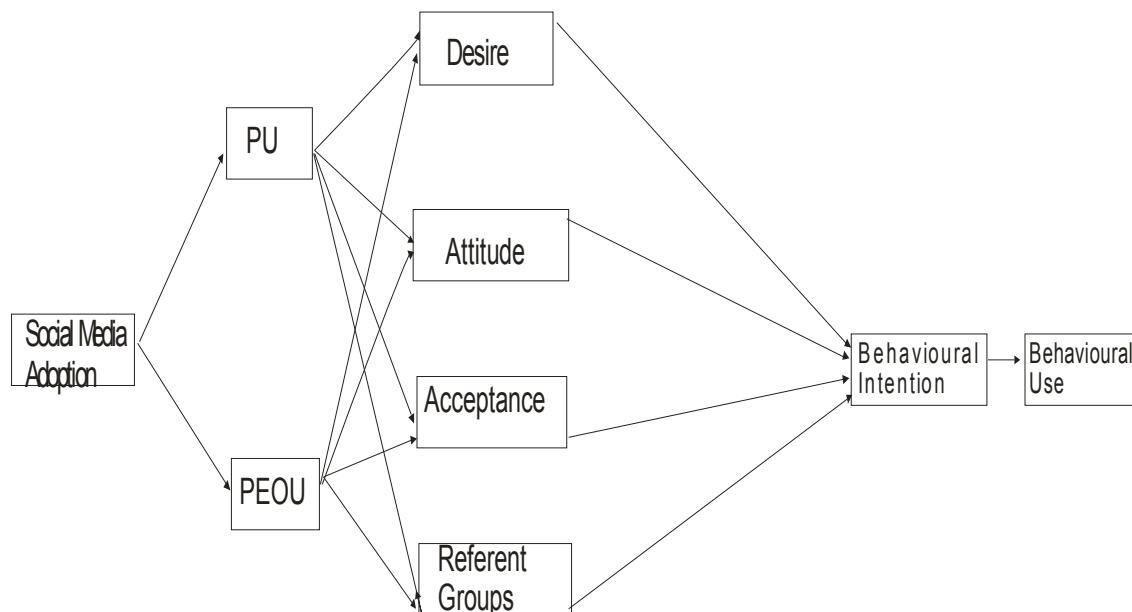 Desire
PU
Attitude
Social Media
Adoption
Behavioural
Intention
Behavioural
Use
Acceptance
PEOU
Referent
Groups